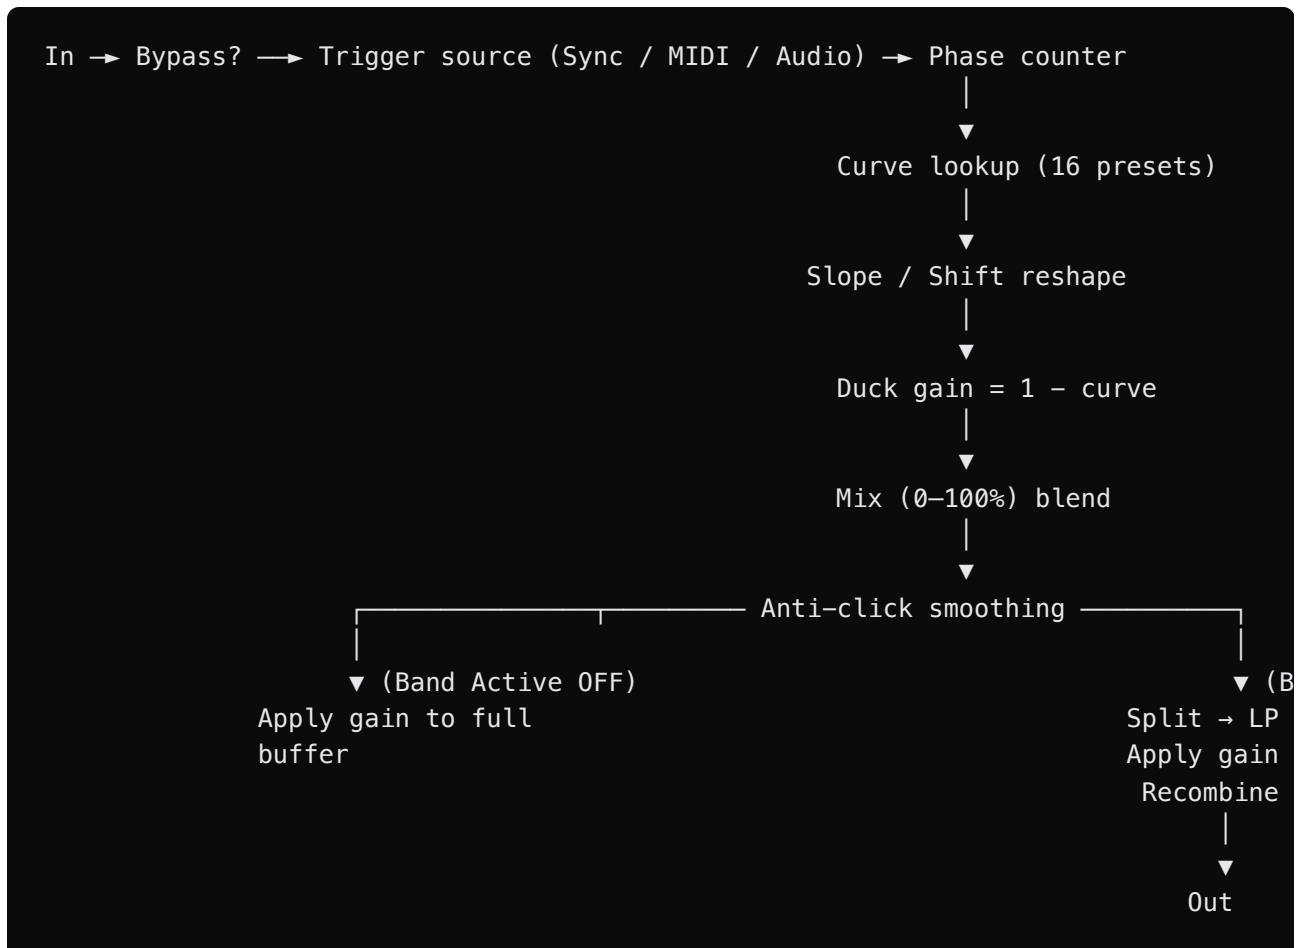 In → Bypass? → Trigger source (Sync / MIDI / Audio) → Phase counter
Curve lookup (16 presets)
Slope / Shift reshape
Duck gain = 1 − curve
Mix (0–100%) blend
Anti-click smoothing
(Band Active OFF)
Apply gain to full Split → LP
buffer Apply gain
Recombine
Out